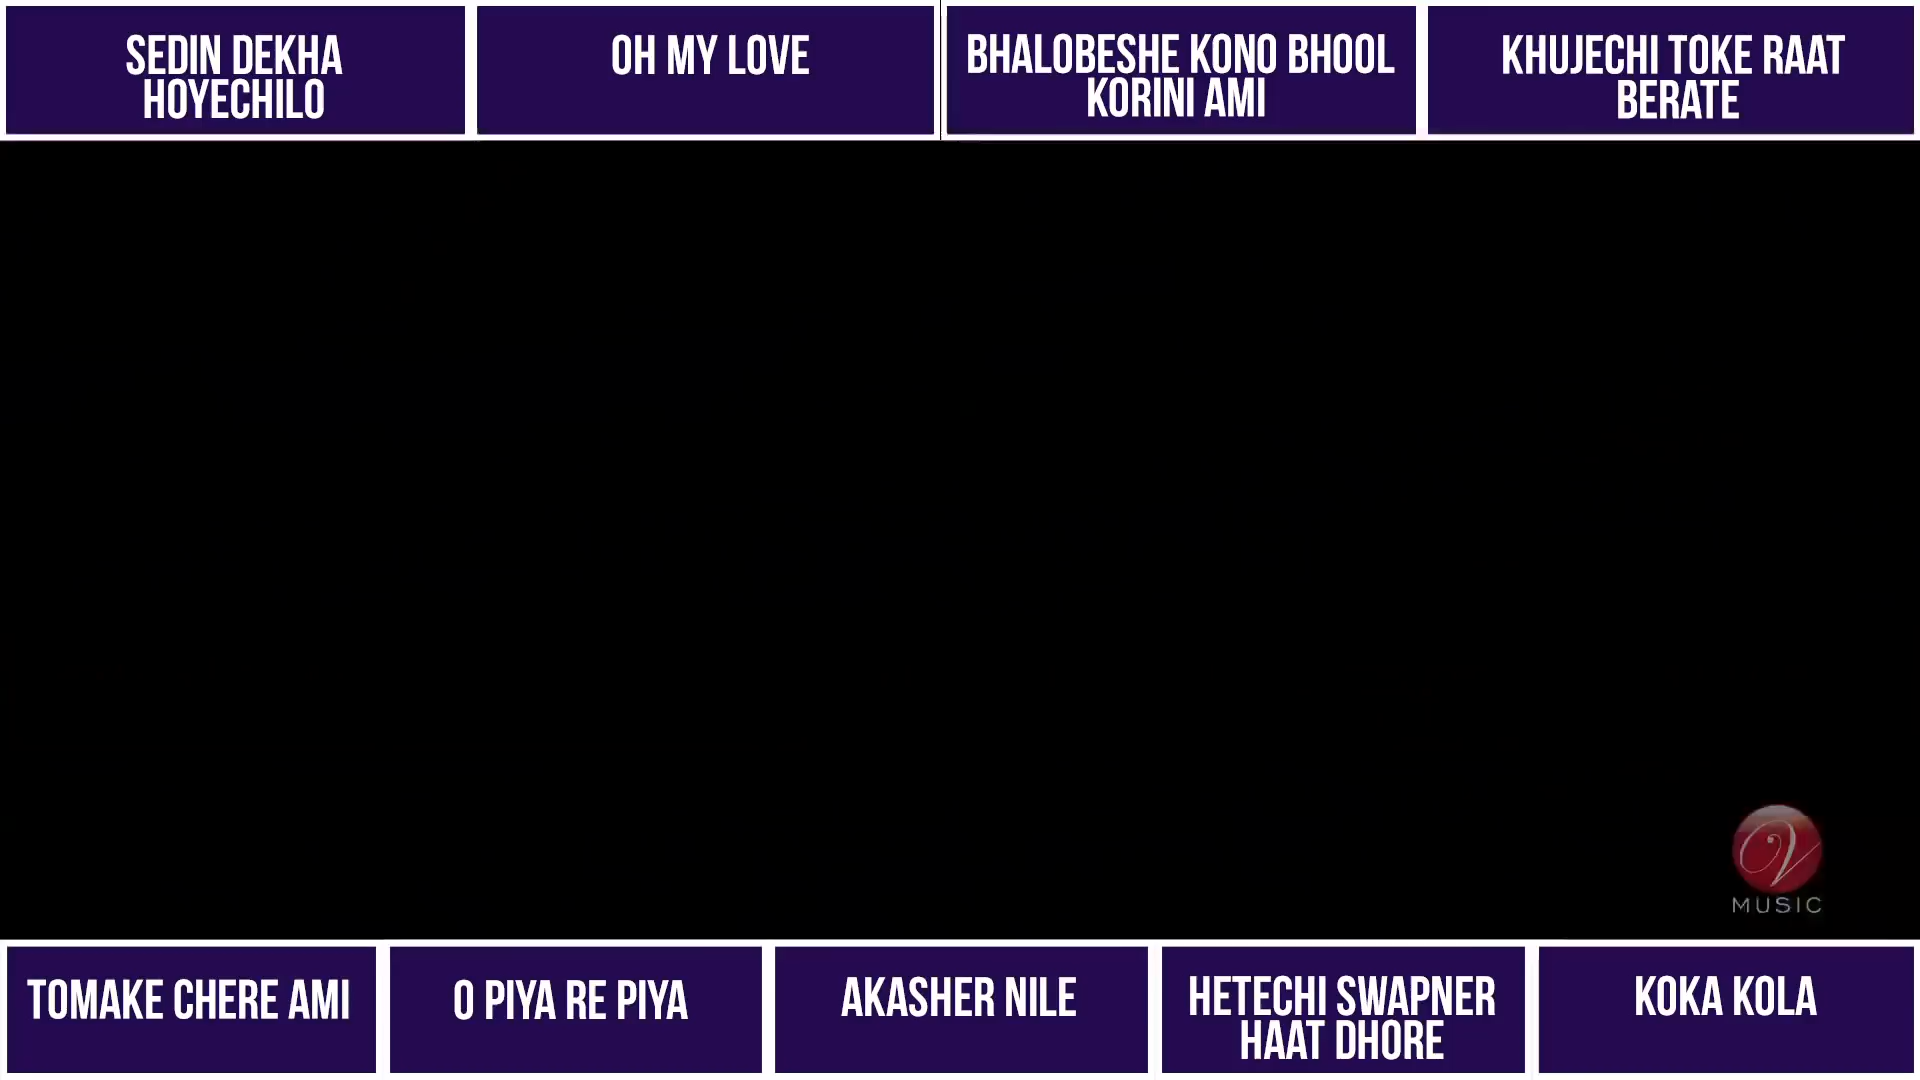 SEDIN DEKHA
HOYECHILO
OH MY LOVE
BHALOBESHE KONO BHOOL
KORINI AMI
KHUJECHI TOKE RAAT
BERATE
V
MUSIC
TOMAKE CHERE AMI
O PIYA RE PIYA
AKASHER NILE
HETECHI SWAPNER
HAAT DHORE
KOKA KOLA